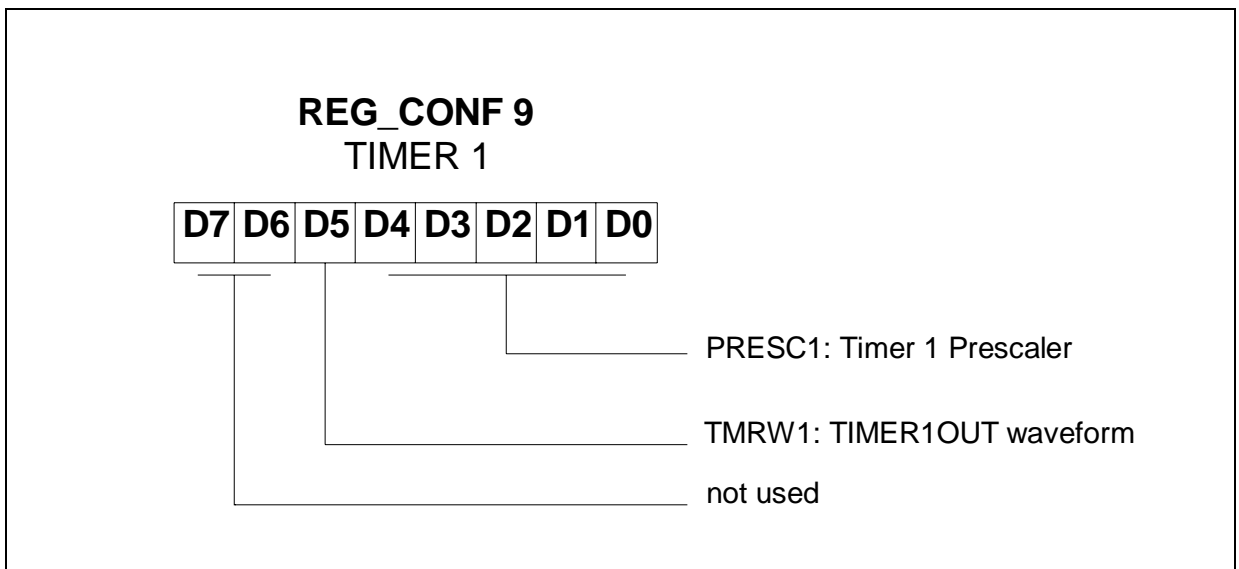 REG_CONF 9
TIMER 1
D7 D6 D5 D4 D3 D2 D1 D0
PRESC1: Timer 1 Prescaler
TMRW1: TIMER1OUT waveform
not used